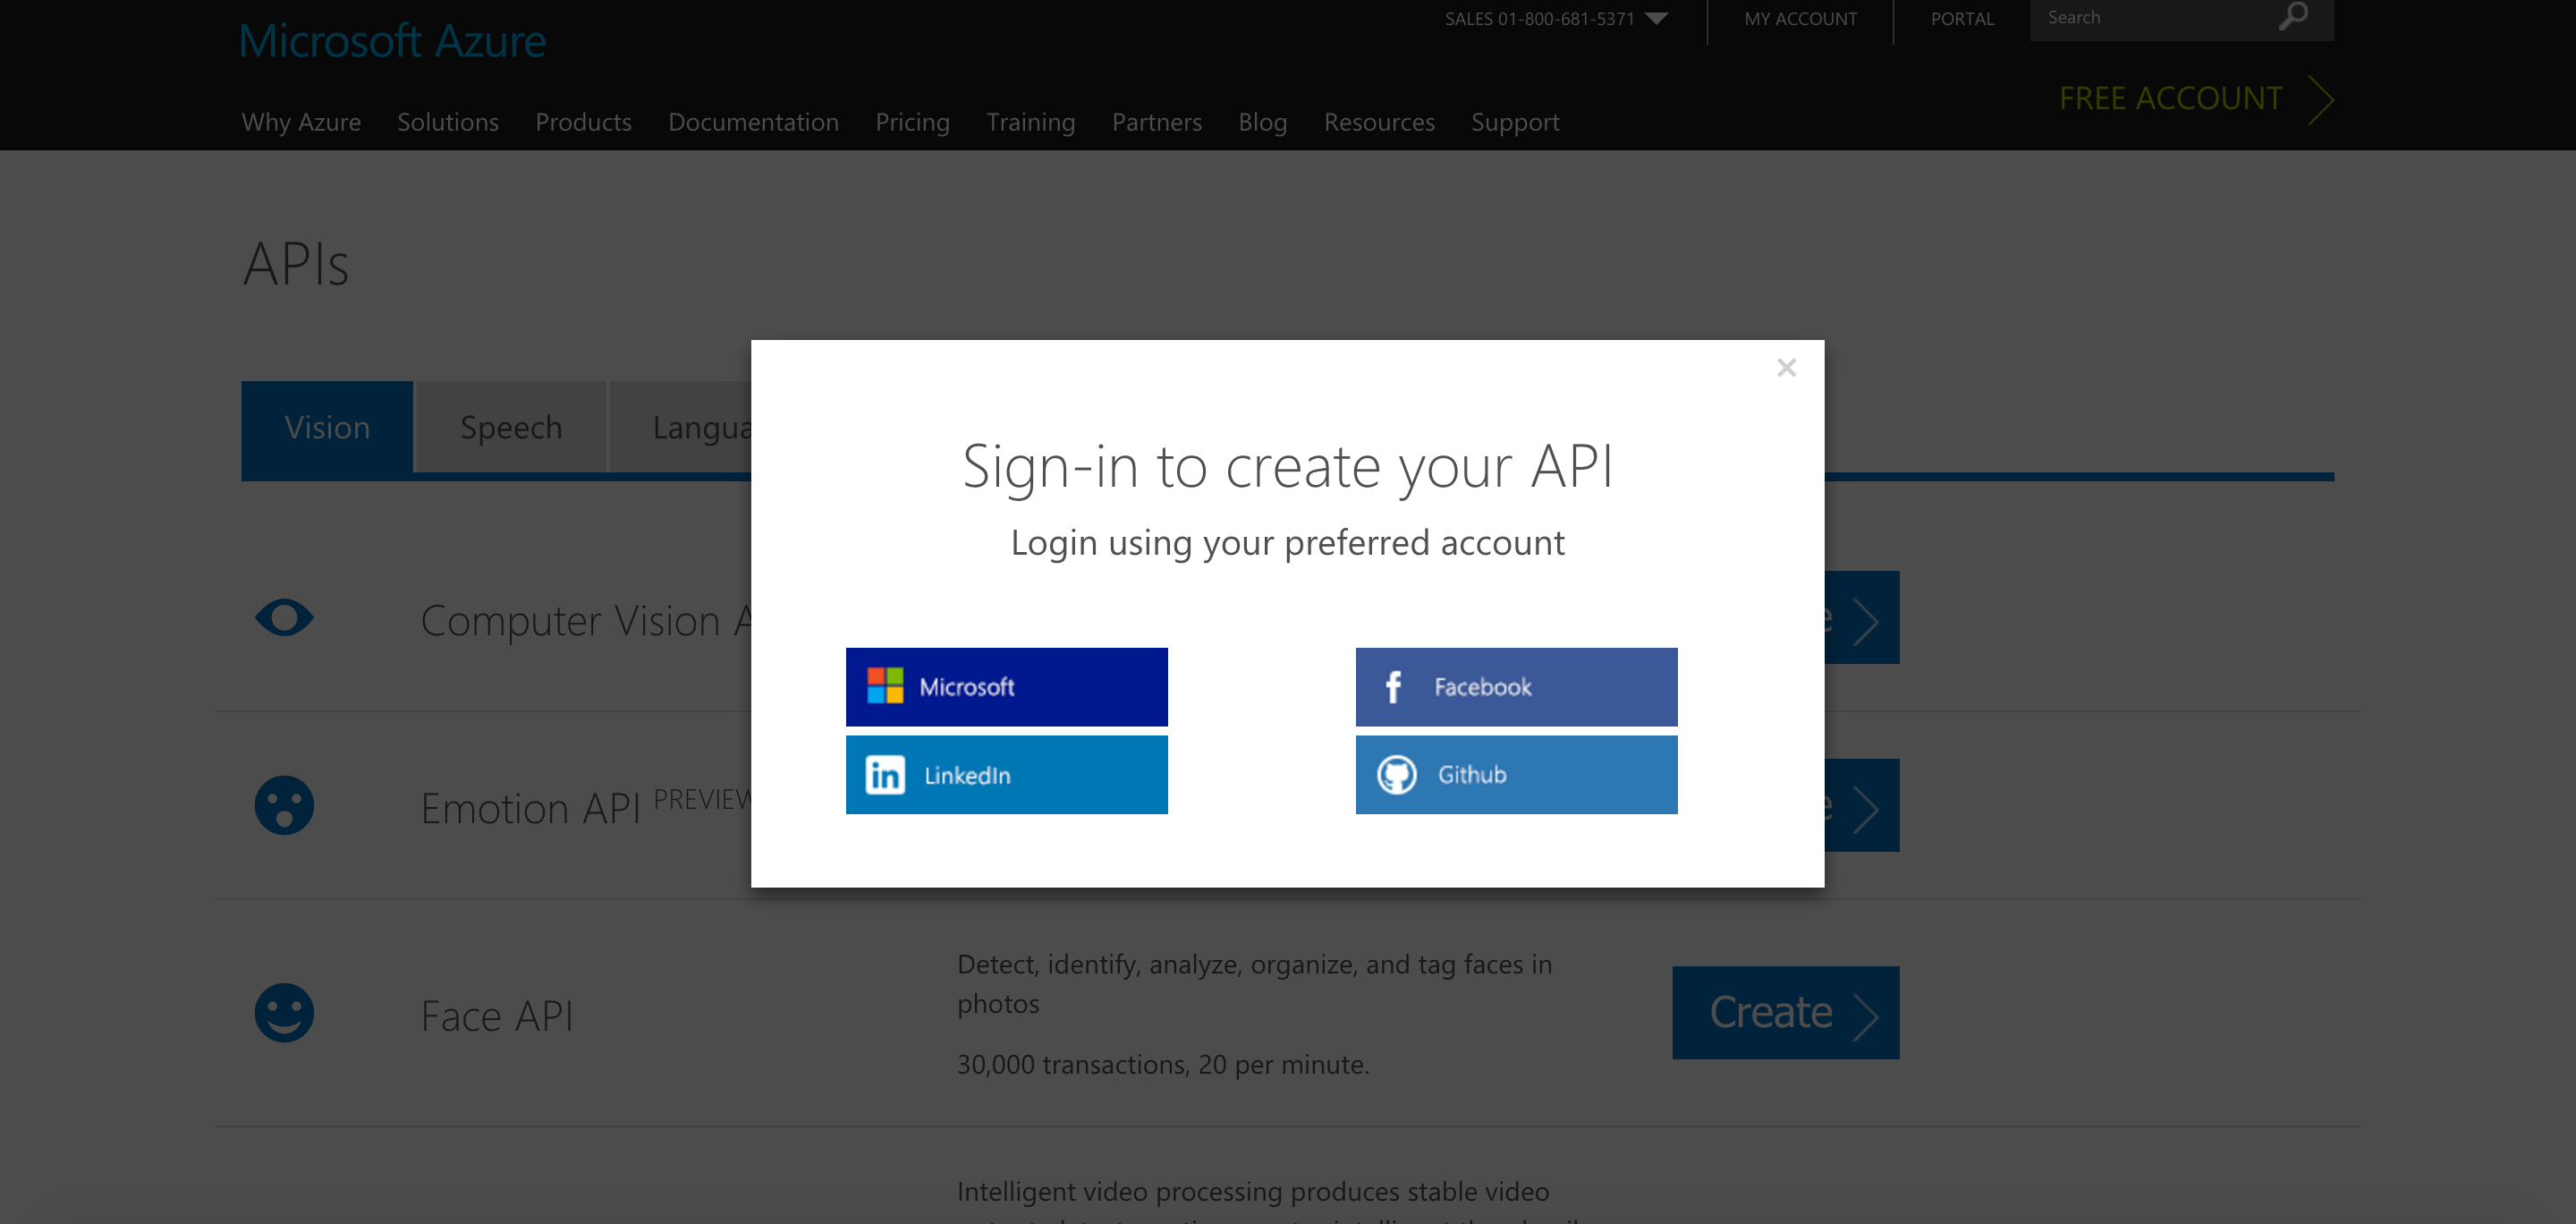 Microsoft Azure
SALES 01-800-681-5371
MY ACCOUNT
PORTAL
Search
FREE ACCOUNT
Why Azure
Solutions
Products
Documentation
Pricing
Training
Partners
Blog
Resources
Support
APIs
Vision
Speech
Sign-in to create your API
Login using your preferred account
Microsoft
Facebook
LinkedIn
Github
Computer Vision
Emotion API PREVIEW
Face API
Detect, identify, analyze, organize, and tag faces in
photos
30,000 transactions, 20 per minute.
Create
Intelligent video processing produces stable video